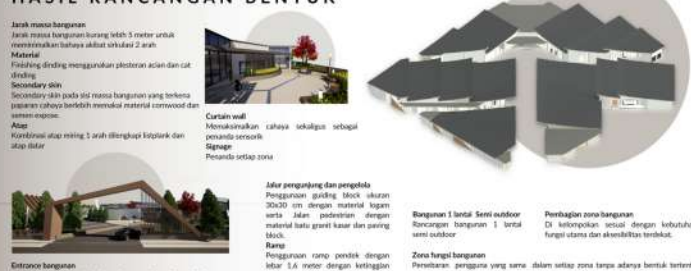 HASIL RANCANGAN BENTUK
Jarak massa bangunan
Jarak massa bangunan kurang lebih 5 meter untuk
meminimalkan bahaya akibat sirkulasi 2 arah
Material
Finishing dinding menggunakan plesteran acian dan cat
dinding
Secondary skin
Secondary skin pada sisi massa bangunan yang terkena
paparan cahaya berlebih memakai material comwood dan
semen expose.
Atap
Kombinasi atap miring 1 arah dilengkapi listplank dan
atap datar
Curtain wall
Memaksimalkan cahaya sekaligus sebagai
penanda sensorik
Signage
Penanda setiap zona
Entrance bangunan
Jalur pengunjung dan pengelola
Penggunaan guiding block ukuran
30x30 cm dengan material logam
serta Jalan pedestrian dengan
material batu granit kasar dan paving
block.
Ramp
Penggunaan ramp pendek dengan
lebar 1,6 meter dengan ketinggian
Bangunan 1 lantai Semi outdoor
Rancangan bangunan 1 lantai
semi outdoor
Pembagian zona bangunan
Di kelompokan sesuai dengan kebutuha
fungsi utama dan aksesibilitas terdekat.
Zona fungsi bangunan
Persebaran pengguna yang sama dalam setiap zona tanpa adanya bentuk tertent